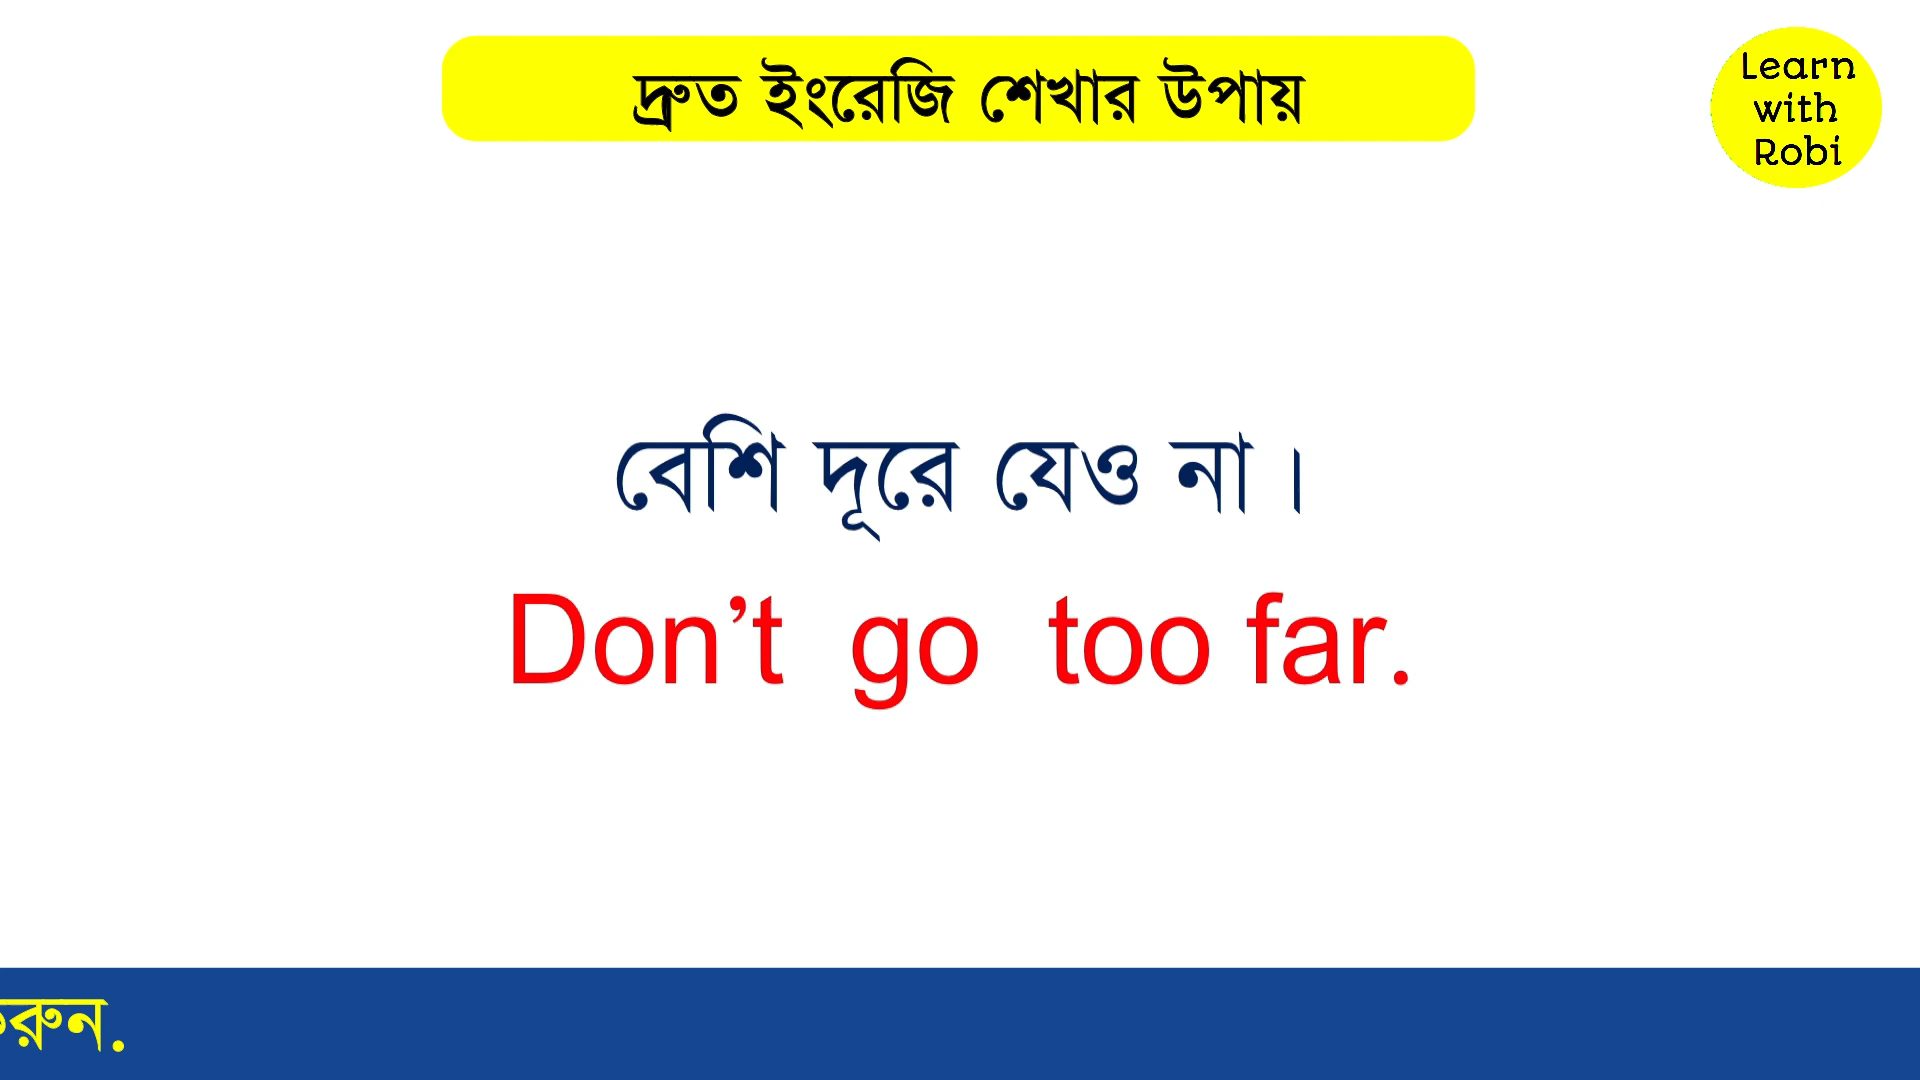 দ্রুত ইংরেজি শেখার উপায়
Learn
with
Robi
বেশি দূরে যেও না।
Don’t go too far.